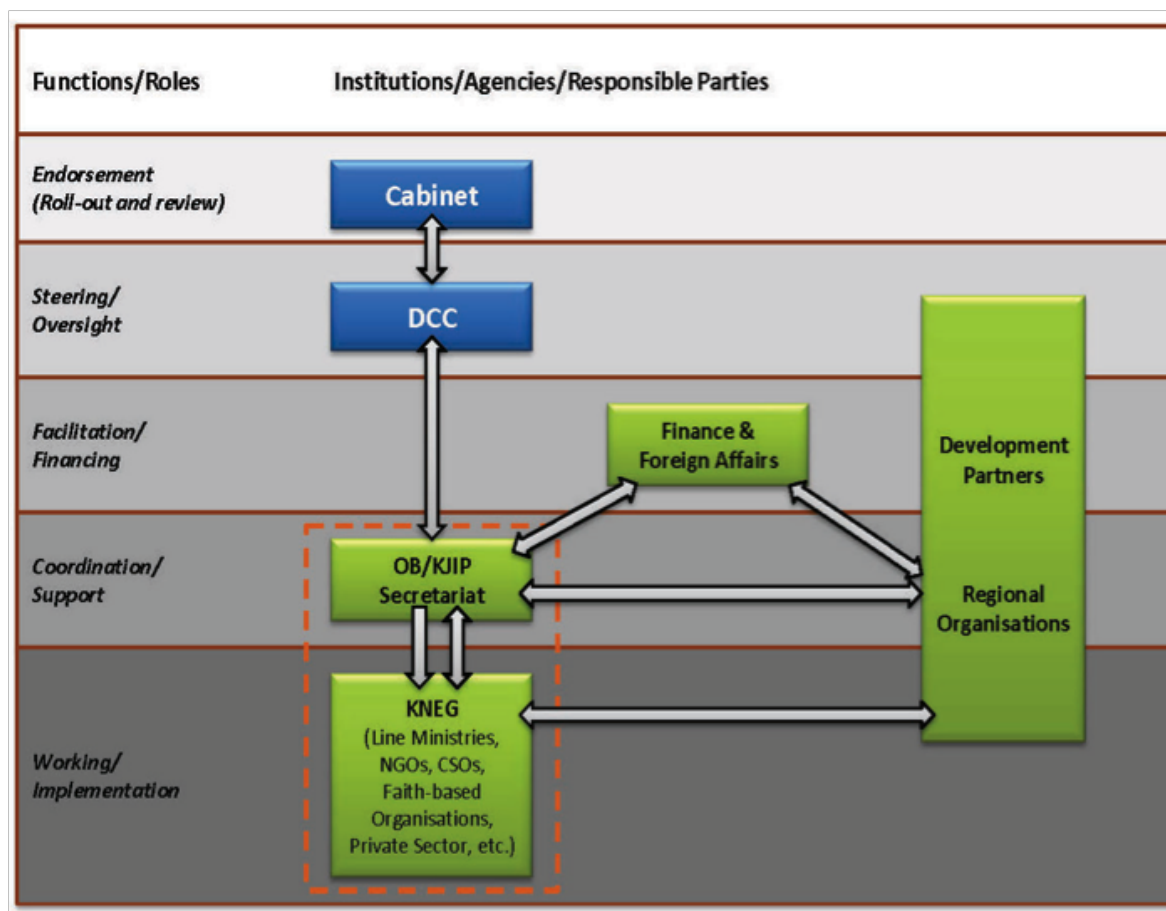 Functions/Roles
Institutions/Agencies/Responsible Parties
Endorsement
(Roll-out and review)
Cabinet
Steering/
Oversight
DCC
Facilitation/
Financing
Finance &
Foreign Affairs
Development
Partners
Coordination/
Support
OB/KJIP
Secretariat
Regional
Organisations
Working/
Implementation
KNEG
(Line Ministries,
NGOs, CSOs,
Faith-based
Organisations,
Private Sector, etc.)